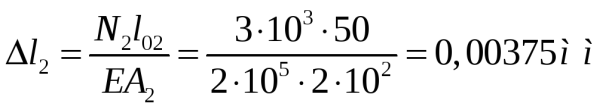 Δl₂ = N₂l₀₂ / EA₂ = 3·10³·50 / 2·10⁵·2·10² = 0,00375ì ì